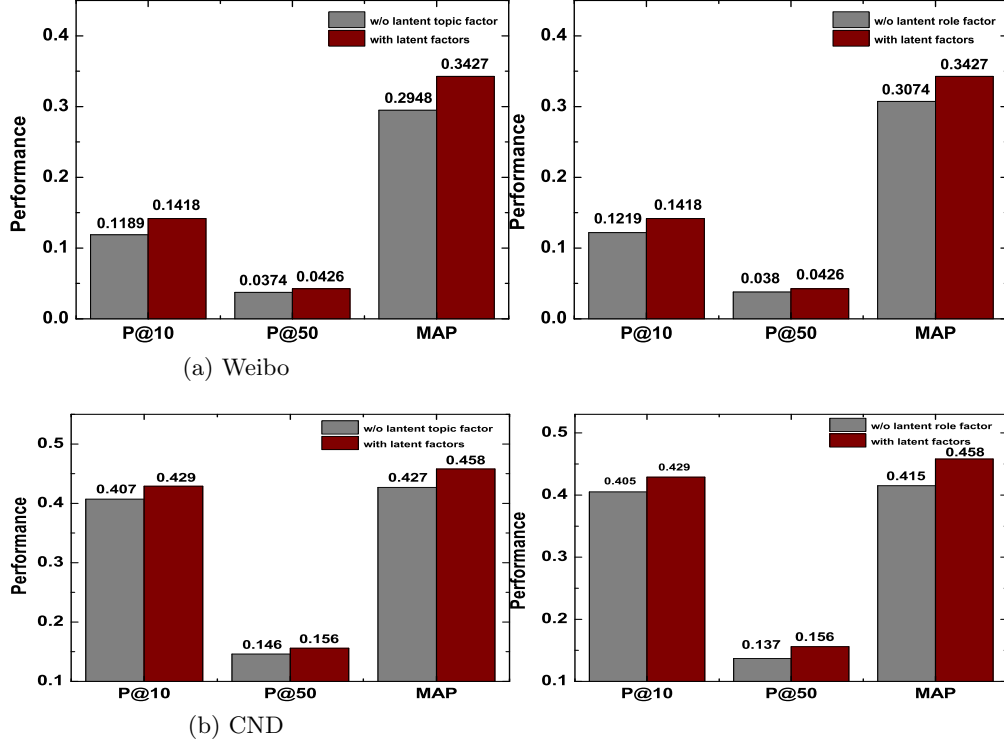 w/o lantent topic factor
with latent factors
Performance
0.4
0.3
0.2
0.1
0.0
0.1189
0.1418
0.0374
0.0426
0.2948
0.3427
P@10
P@50
MAP
w/o lantent role factor
with latent factors
Performance
0.4
0.3
0.2
0.1
0.0
0.1219
0.1418
0.038
0.0426
0.3074
0.3427
P@10
P@50
MAP
(a) Weibo
w/o lantent topic factor
with latent factors
Performance
0.5
0.4
0.3
0.2
0.1
0.407
0.429
0.146
0.156
0.427
0.458
P@10
P@50
MAP
w/o lantent role factor
with latent factors
Performance
0.5
0.4
0.3
0.2
0.1
0.405
0.429
0.137
0.156
0.415
0.458
P@10
P@50
MAP
(b) CND